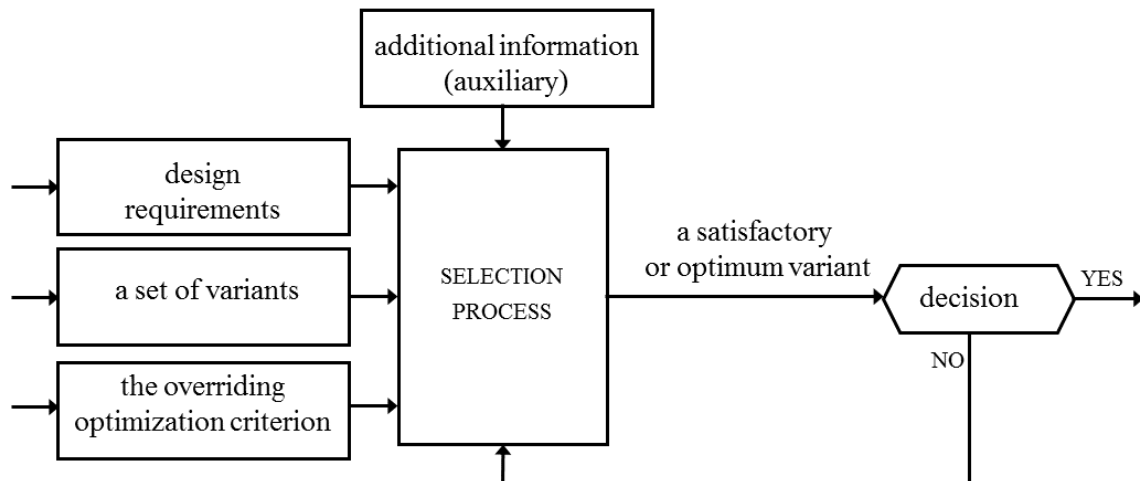 additional information
(auxiliary)
design
requirements
a set of variants
the overriding
optimization criterion
SELECTION
PROCESS
a satisfactory
or optimum variant
decision
YES
NO